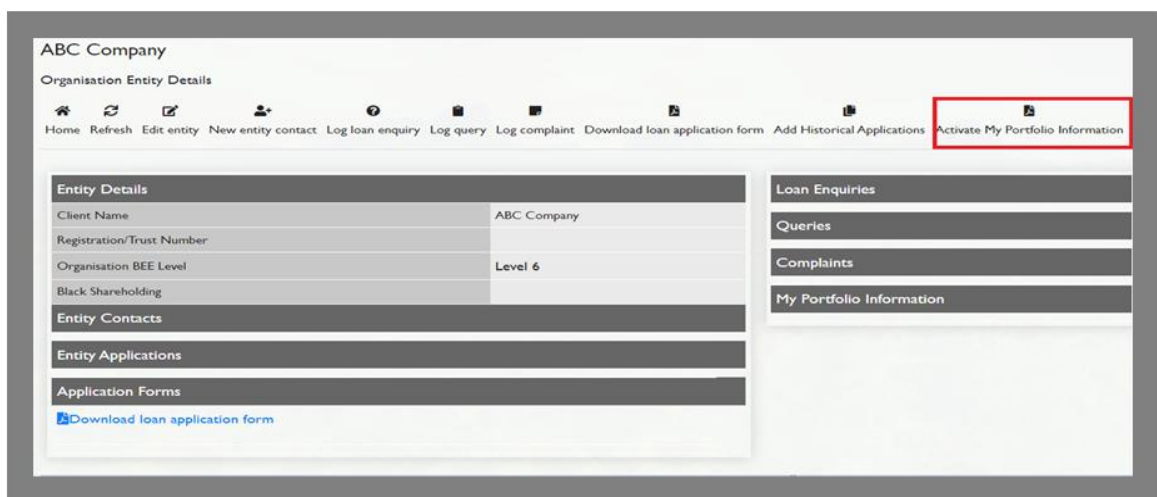 ABC Company
Organisation Entity Details
Home Refresh Edit entity New entity contact Log loan enquiry Log query Log complaint Download loan application form Add Historical Applications Activate My Portfolio Information
Entity Details
Client Name ABC Company
Registration/Trust Number
Organisation BEE Level Level 6
Black Shareholding
Entity Contacts
Entity Applications
Application Forms
Download loan application form
Loan Enquiries
Queries
Complaints
My Portfolio Information